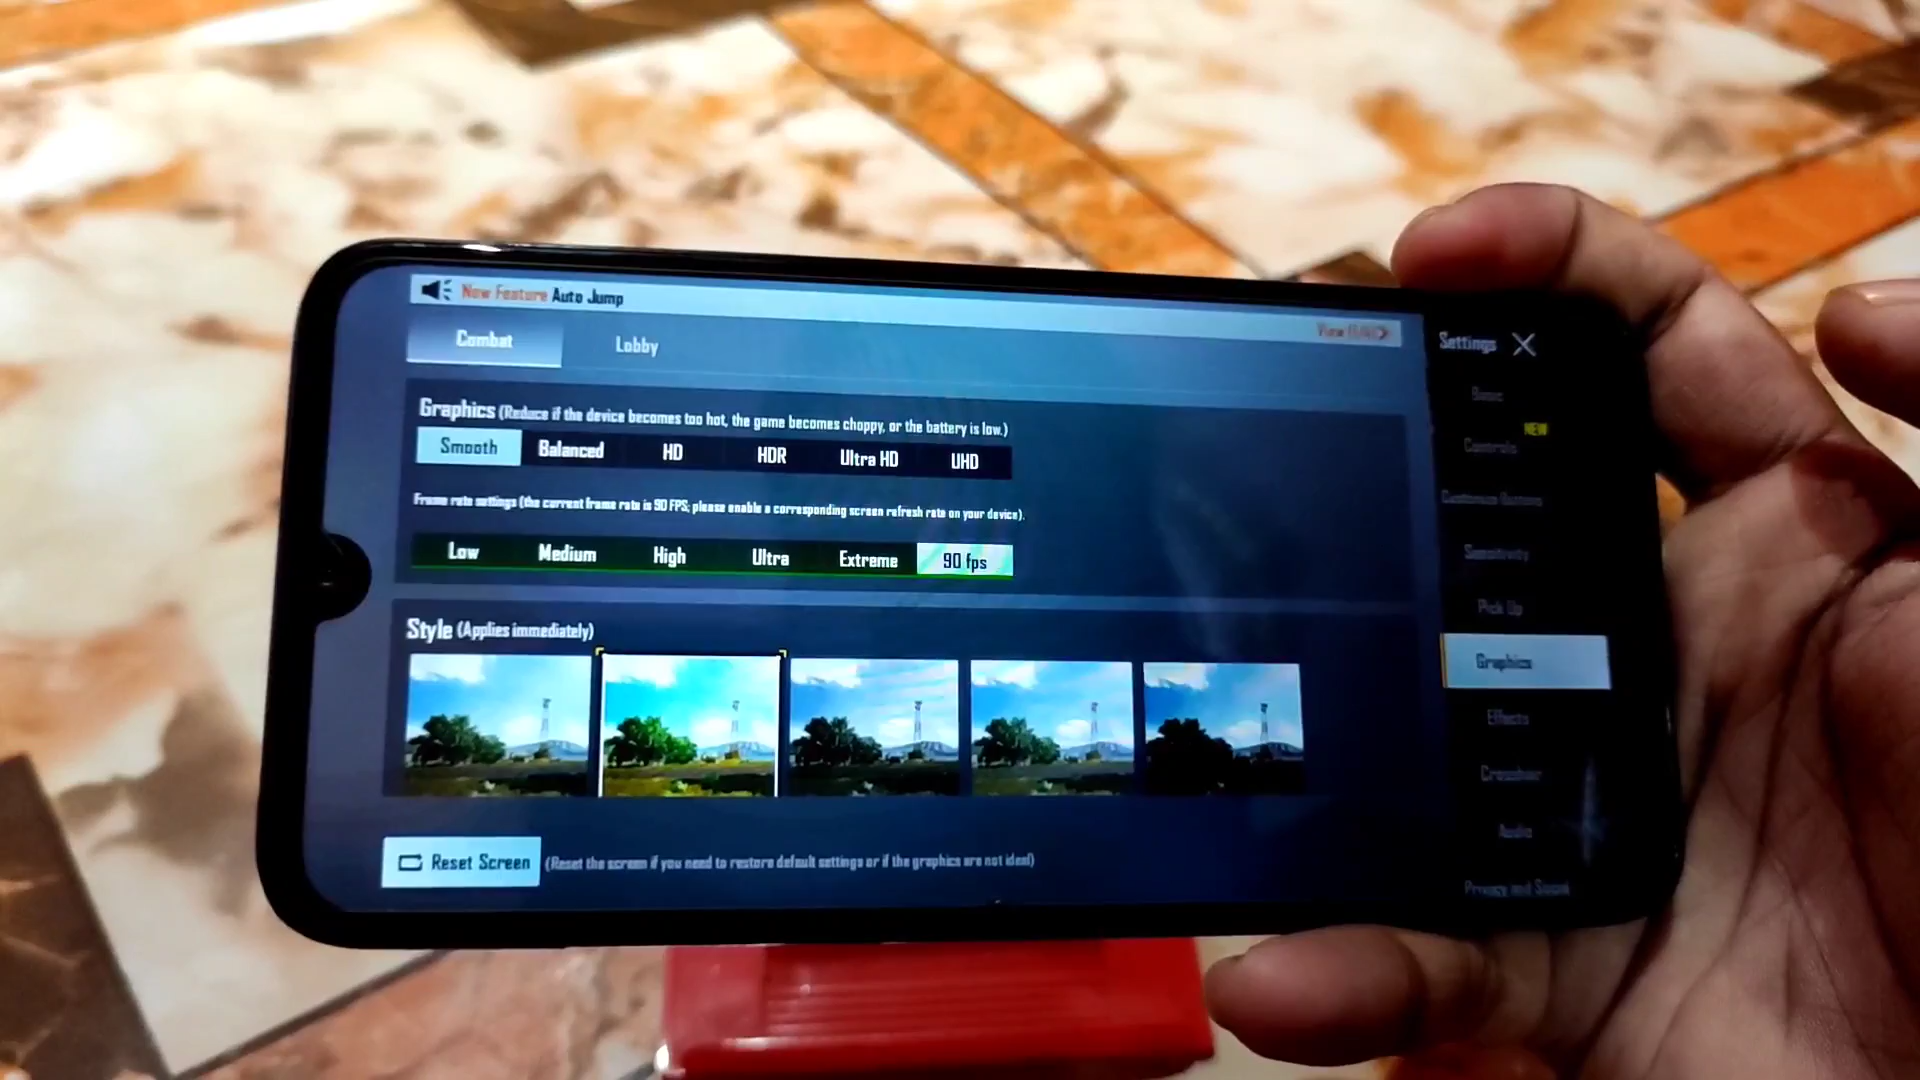 New Feature Auto Jump
View
Combat
Lobby
Settings
Basic
Graphics (Reduce if the device becomes too hot, the game becomes choppy, or the battery is low.)
NEW
Controls
Smooth
Balanced
HD
HDR
Ultra HD
UHD
Customize Buttons
Frame rate settings (the current frame rate is 90 FPS; please enable a corresponding screen refresh rate on your device).
Low
Medium
High
Ultra
Extreme
90 fps
Sensitivity
Pick Up
Style (Applies immediately)
Graphics
Effects
Crosshair
Audio
Reset Screen
(Reset the screen if you need to restore default settings or if the graphics are not ideal)
Privacy and Social